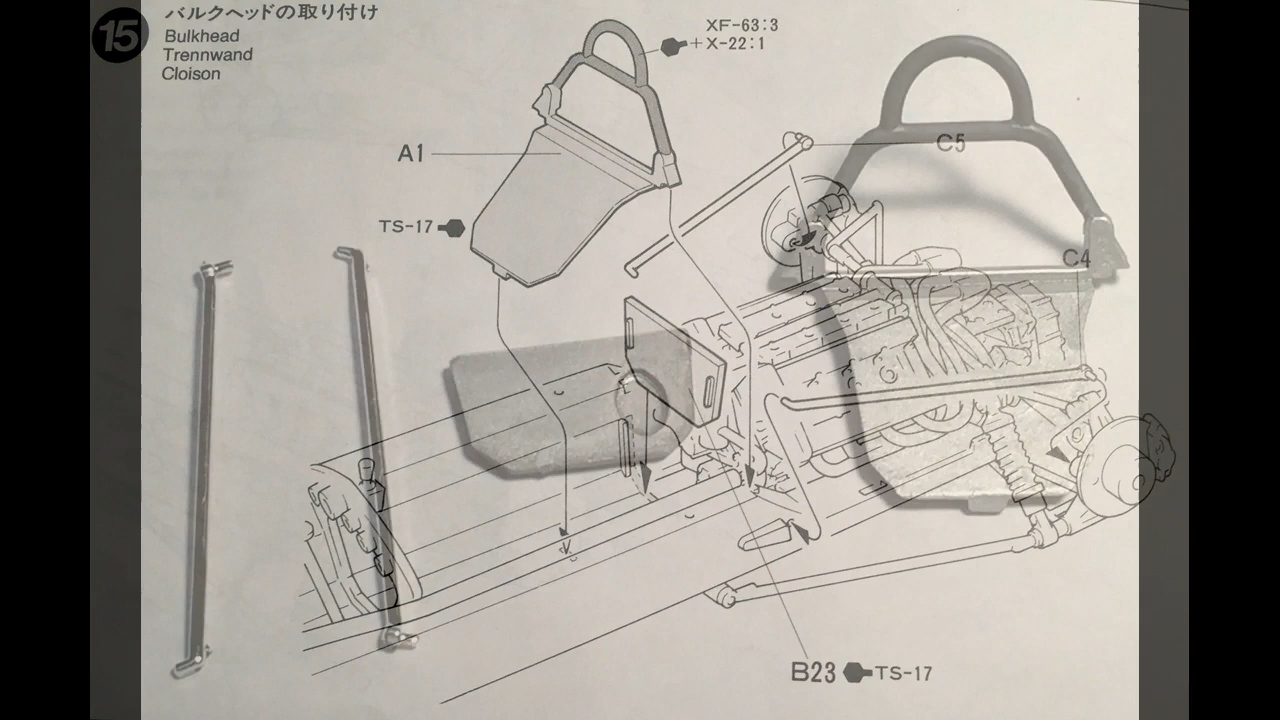 15
バルクヘッドの取り付け
Bulkhead
Trennwand
Cloison
XF-63:3
+X-22:1
A1
C5
TS-17
C4
B23 TS-17